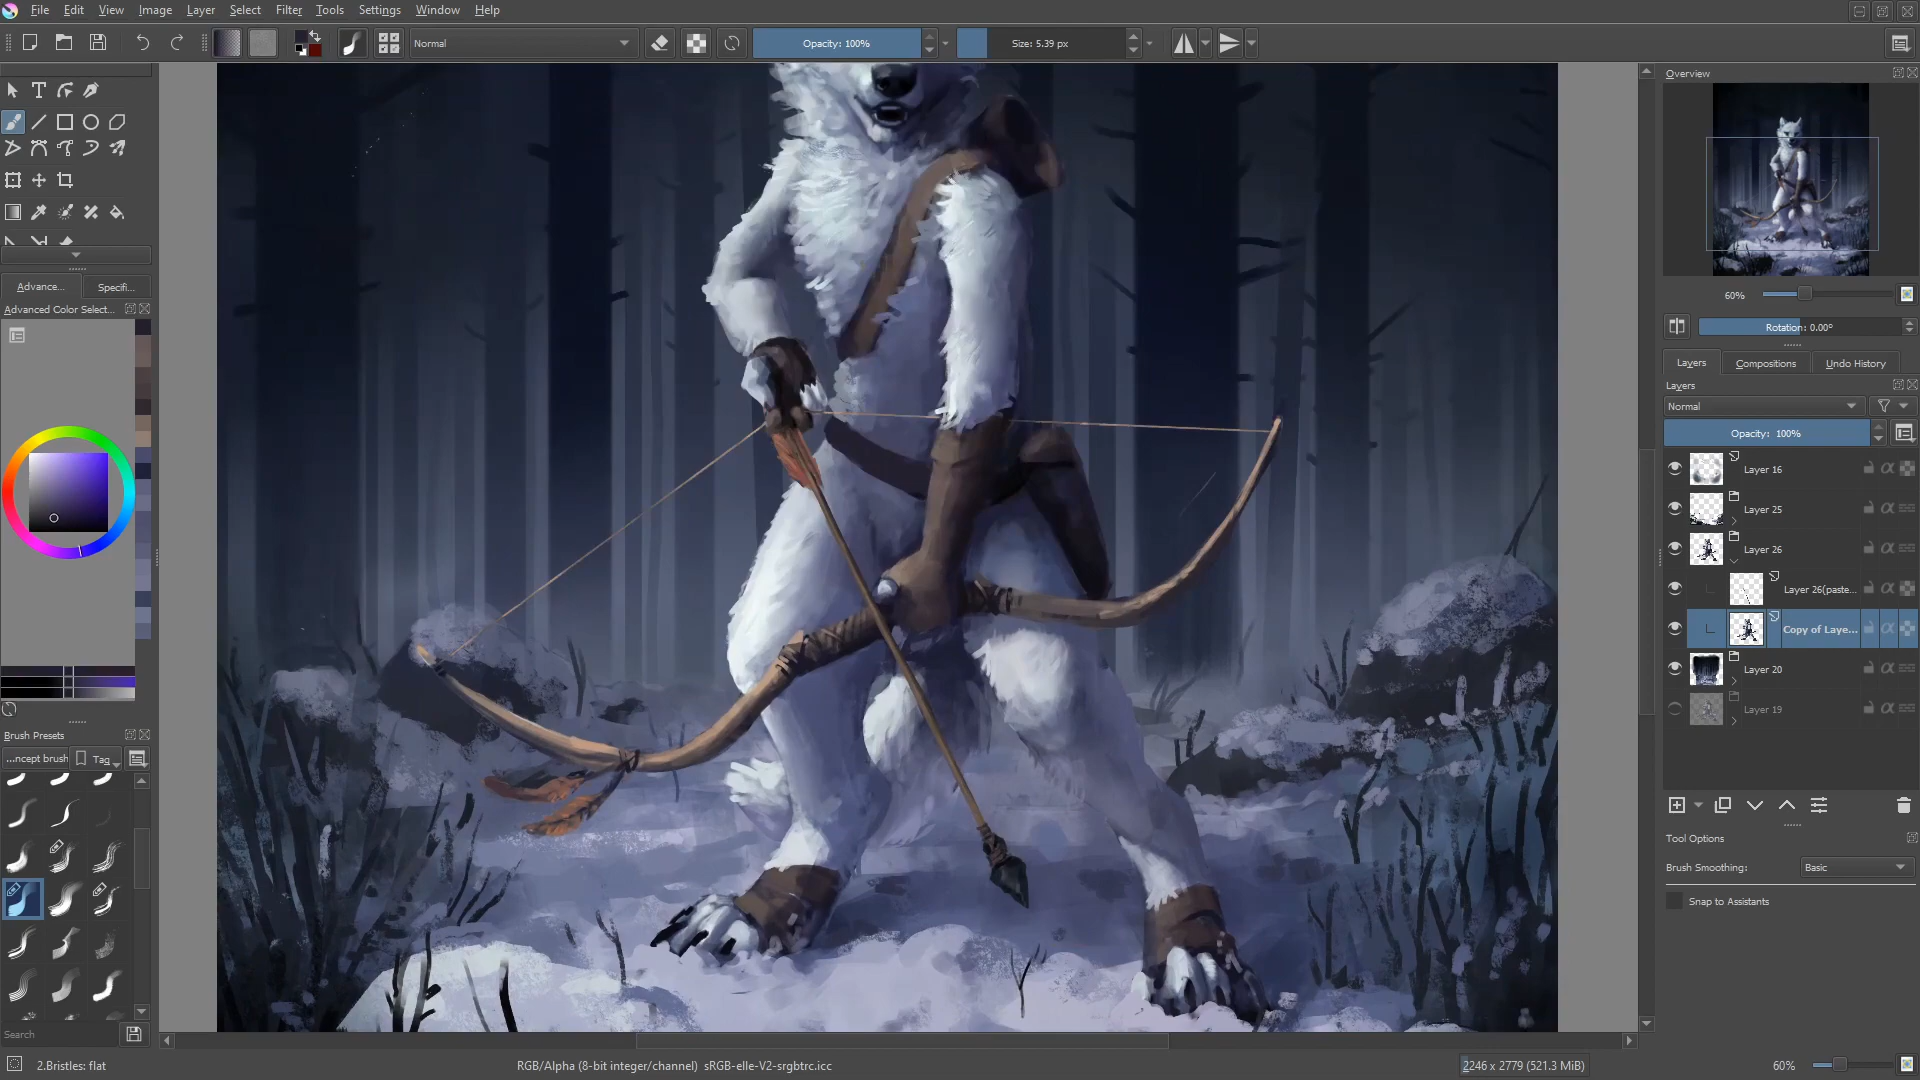 File Edit View Image Layer Select Filter Tools Settings Window Help
Normal
Opacity: 100%
Size: 5.39 px
Advance...
Specifi...
Advanced Color Select...
Brush Presets
...ncept brush
Tag
Search
2.Bristles: flat
RGB/Alpha (8-bit integer/channel) sRGB-elle-V2-srgbtrc.icc
2246 x 2779 (521.3 MiB)
60%
Overview
60%
Rotation: 0.00°
Layers
Compositions
Undo History
Layers
Normal
Opacity: 100%
Layer 16
Layer 25
Layer 26
Layer 26(paste...
Copy of Laye...
Layer 20
Layer 19
Tool Options
Brush Smoothing:
Basic
Snap to Assistants